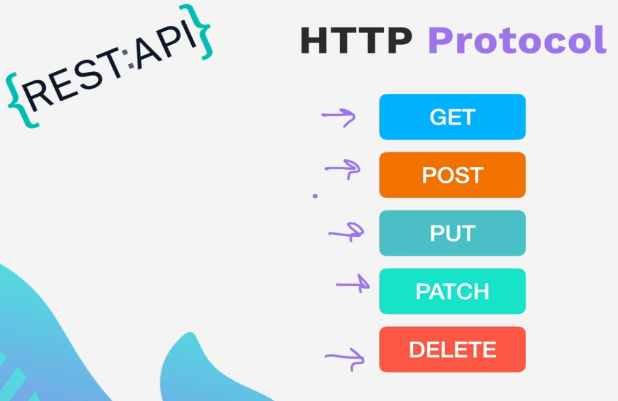 {REST:API}
HTTP Protocol
GET
POST
PUT
PATCH
DELETE